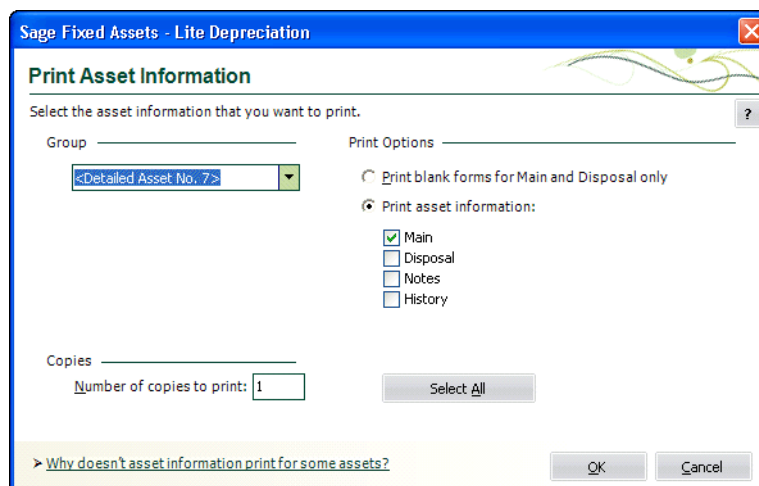 Sage Fixed Assets - Lite Depreciation
Print Asset Information
Select the asset information that you want to print.
?
Group
Print Options
<Detailed Asset No. 7>
Print blank forms for Main and Disposal only
Print asset information:
Main
Disposal
Notes
History
Copies
Number of copies to print: 1
Select All
Why doesn't asset information print for some assets?
OK
Cancel